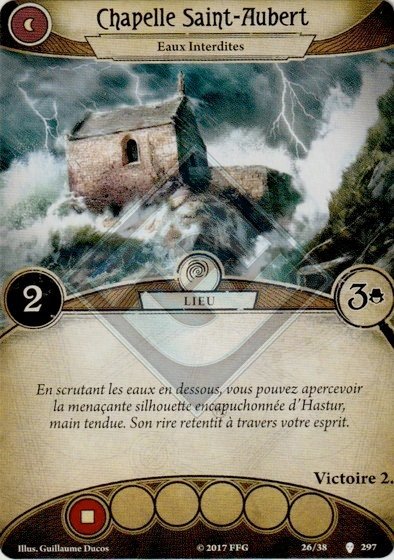 Chapelle Saint-Aubert
Eaux Interdites
2
LIEU
3
En scrutant les eaux en dessous, vous pouvez apercevoir
la menaçante silhouette encapuchonnée d'Hastur,
main tendue. Son rire retentit à travers votre esprit.
Victoire 2.
Illus. Guillaume Ducos
© 2017 FFG
26/38
297